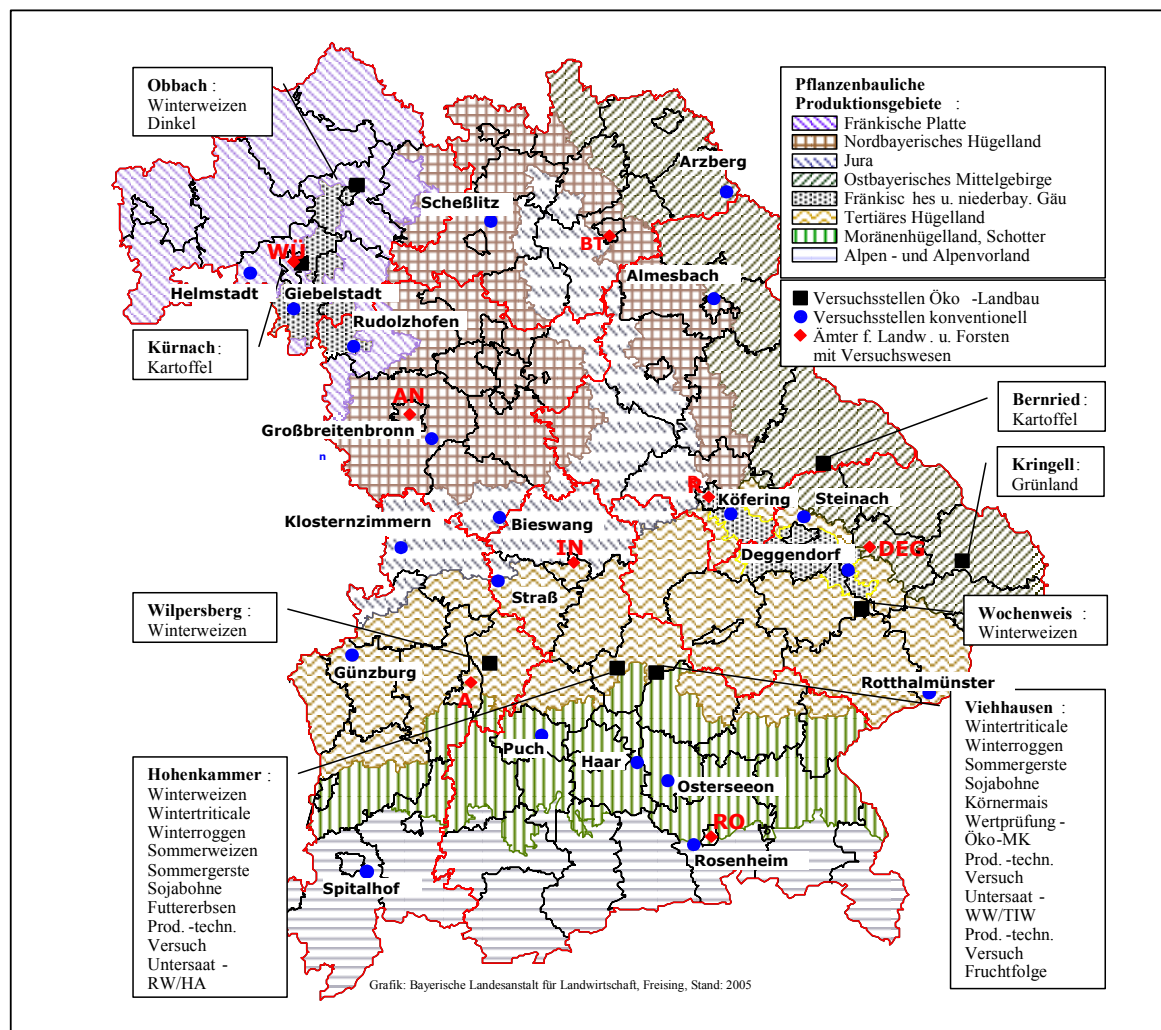 Obbach :
Winterweizen
Dinkel
Pflanzenbauliche
Produktionsgebiete :
Fränkische Platte
Nordbayerisches Hügelland
Jura
Ostbayerisches Mittelgebirge
Fränkisc hes u. niederbay. Gäu
Tertiäres Hügelland
Moränenhügelland, Schotter
Alpen - und Alpenvorland
Versuchsstellen Öko -Landbau
Versuchsstellen konventionell
Ämter f. Landw . u. Forsten
mit Versuchswesen
Arzberg
Scheßlitz
BT
WÜ
Helmstadt
Giebelstadt
Almesbach
Rudolzhofen
Kürnach :
Kartoffel
AN
Großbreitenbronn
n
Bernried :
Kartoffel
Kringell :
Grünland
R
Köfering
Steinach
Klosternzimmern
Bieswang
IN
Deggendorf
DEG
Straß
Wilpersberg :
Winterweizen
Wochenweis :
Winterweizen
Günzburg
A
Rotthalmünster
Puch
Haar
Osterseeon
RO
Rosenheim
Spitalhof
Hohenkammer :
Winterweizen
Wintertriticale
Winterroggen
Sommerweizen
Sommergerste
Sojabohne
Futtererbsen
Prod. -techn.
Versuch
Untersaat -
RW/HA
Viehhausen :
Wintertriticale
Winterroggen
Sommergerste
Sojabohne
Körnermais
Wertprüfung -
Öko-MK
Prod. -techn.
Versuch
Untersaat -
WW/TIW
Prod. -techn.
Versuch
Fruchtfolge
Grafik: Bayerische Landesanstalt für Landwirtschaft, Freising, Stand: 2005